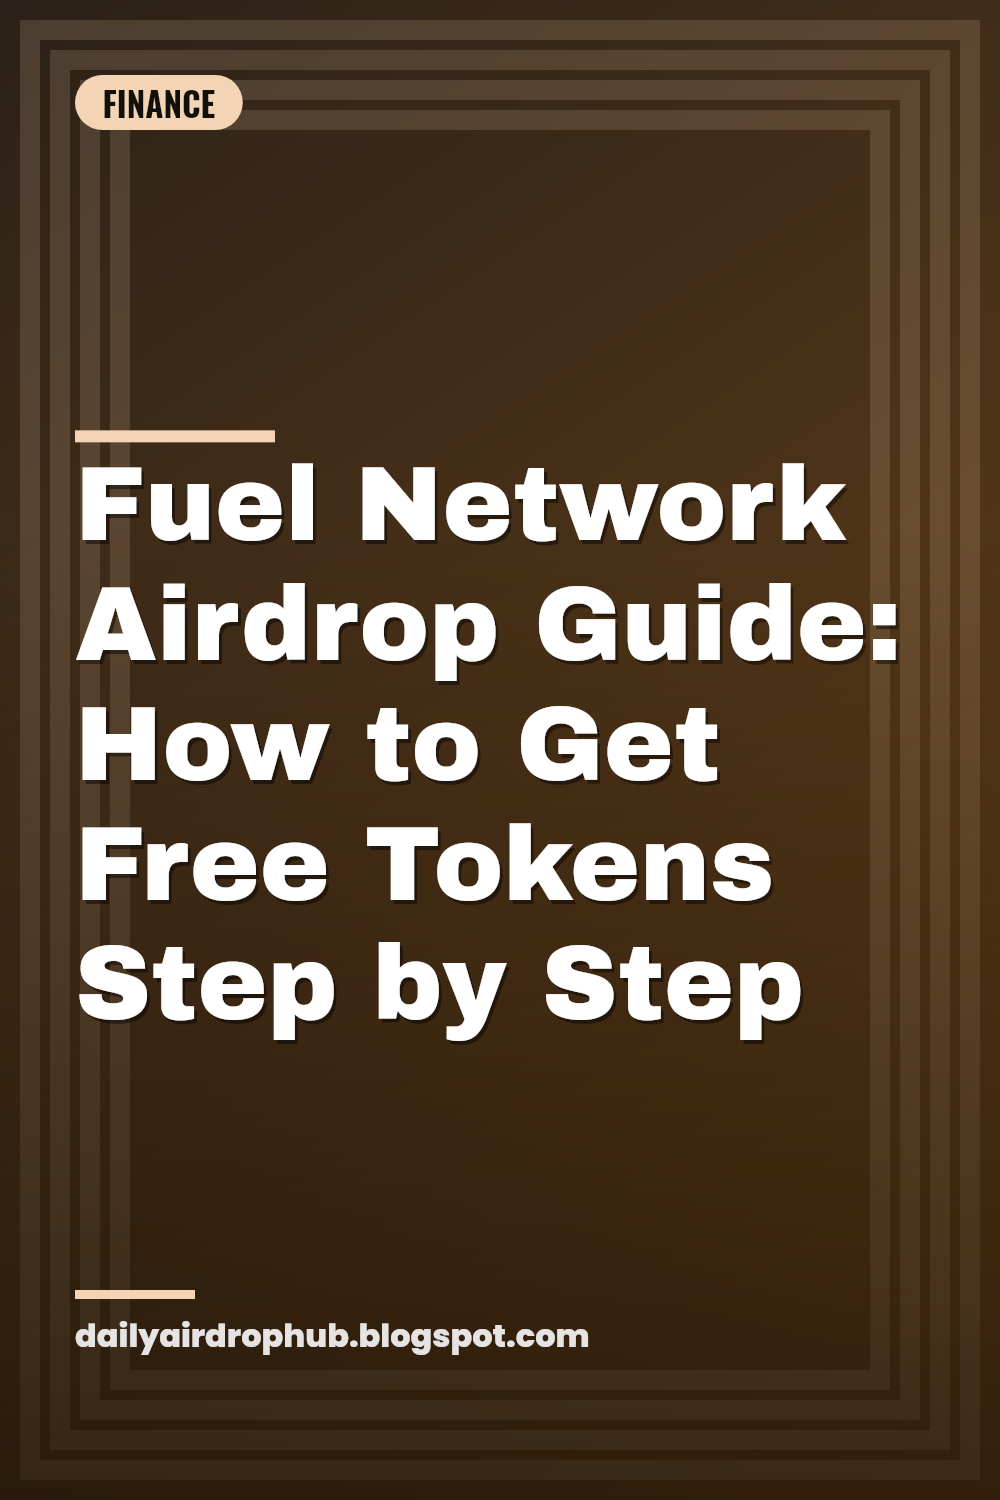 FINANCE
Fuel Network
Airdrop Guide:
How to Get
Free Tokens
Step by Step
dailyairdrophub.blogspot.com